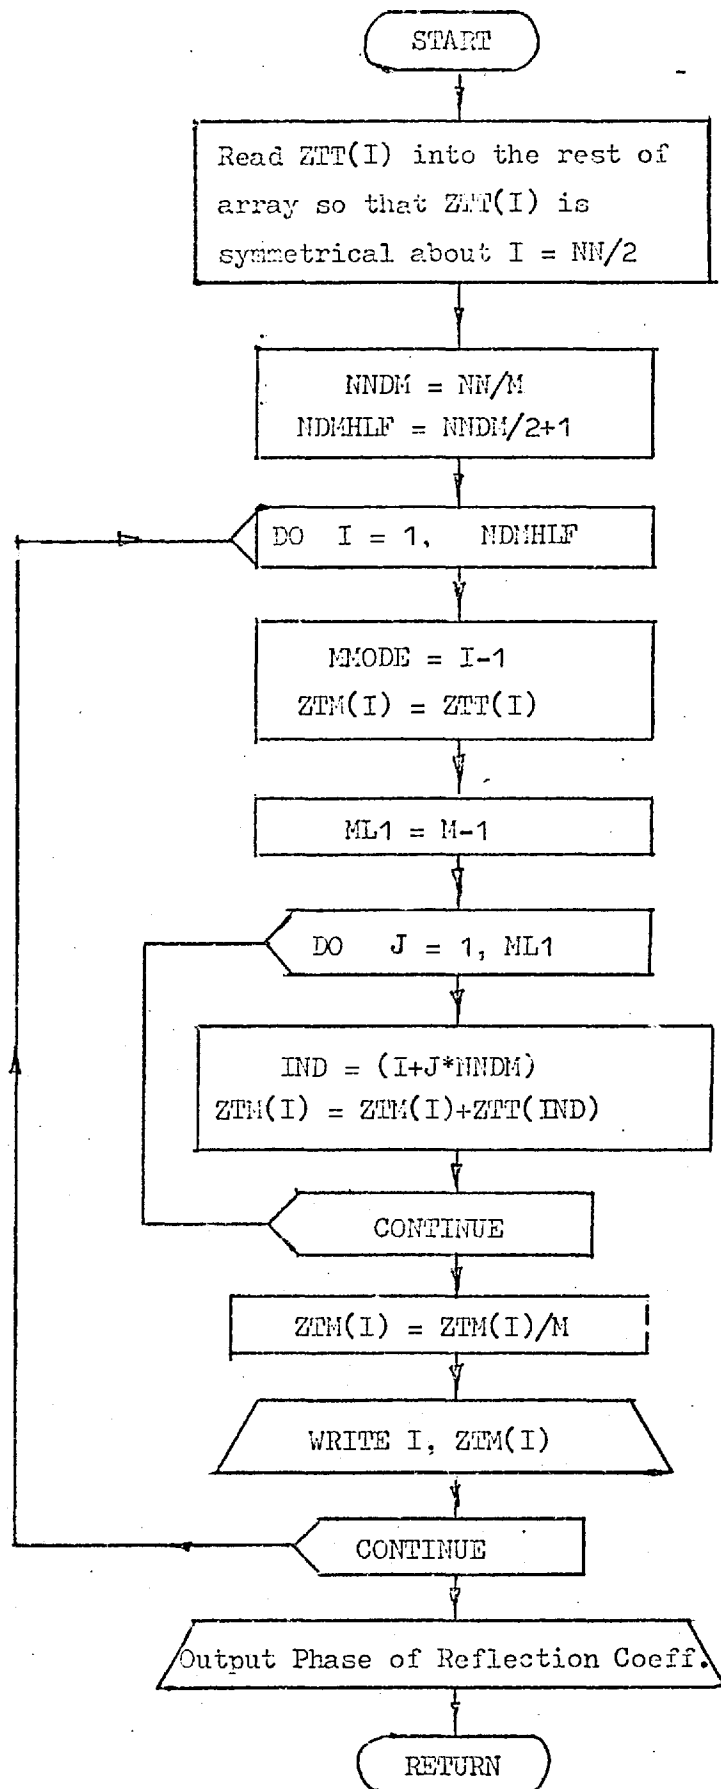 START
Read ZTT(I) into the rest of
array so that ZTT(I) is
symmetrical about I = NN/2
NNDM = NN/M
NDMHLF = NNDM/2+1
DO I = 1, NDMHLF
MMODE = I-1
ZTM(I) = ZTT(I)
ML1 = M-1
DO J = 1, ML1
IND = (I+J*NNDM)
ZTM(I) = ZTM(I)+ZTT(IND)
CONTINUE
ZTM(I) = ZTM(I)/M
WRITE I, ZTM(I)
CONTINUE
Output Phase of Reflection Coeff.
RETURN